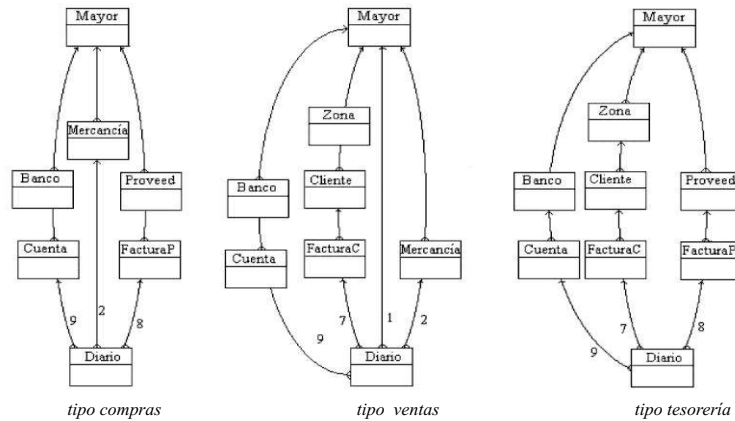 Mayor
Mercancía
Banco
Proveed
Cuenta
FacturaP
9
2
8
Diario
tipo compras
Mayor
Zona
Banco
Cliente
Cuenta
FacturaC
Mercancía
9
7
1
2
Diario
tipo ventas
Mayor
Zona
Banco
Cliente
Proveed
Cuenta
FacturaC
FacturaP
9
7
8
Diario
tipo tesorería